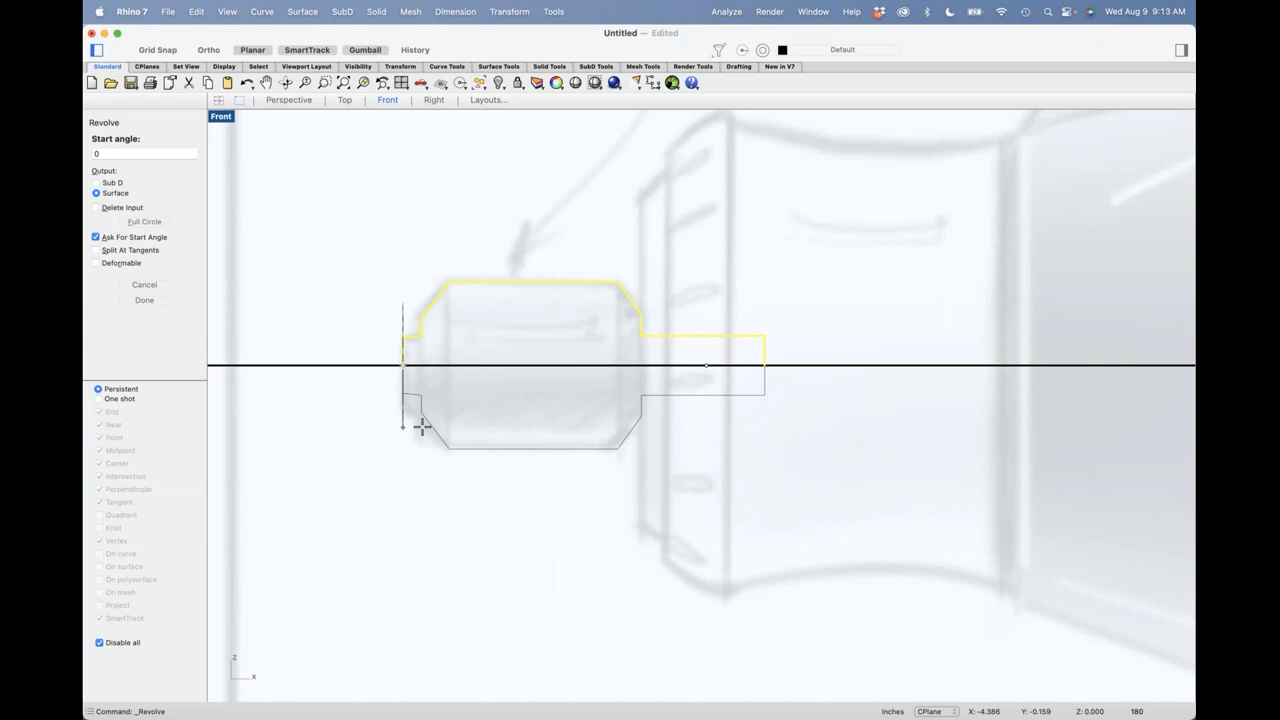 Rhino 7 File Edit View Curve Surface SubD Solid Mesh Dimension Transform Tools Analyze Render Window Help Wed Aug 9 9:13 AM
Untitled — Edited
Grid Snap Ortho Planar SmartTrack Gumball History Default
Standard CPlanes Set View Display Select Viewport Layout Visibility Transform Curve Tools Surface Tools Solid Tools SubD Tools Mesh Tools Render Tools Drafting New in V7
Perspective Top Front Right Layouts...
Front
Revolve
Start angle:
0
Output:
Sub D
Surface
Delete Input
Full Circle
Ask For Start Angle
Split At Tangents
Deformable
Cancel
Done
Persistent
One shot
End
Near
Point
Midpoint
Center
Intersection
Perpendicular
Tangent
Quadrant
Knot
Vertex
On curve
On surface
On polysurface
On mesh
Project
SmartTrack
Disable all
z
x
Command: _Revolve Inches CPlane X: -4.386 Y: -0.159 Z: 0.000 180